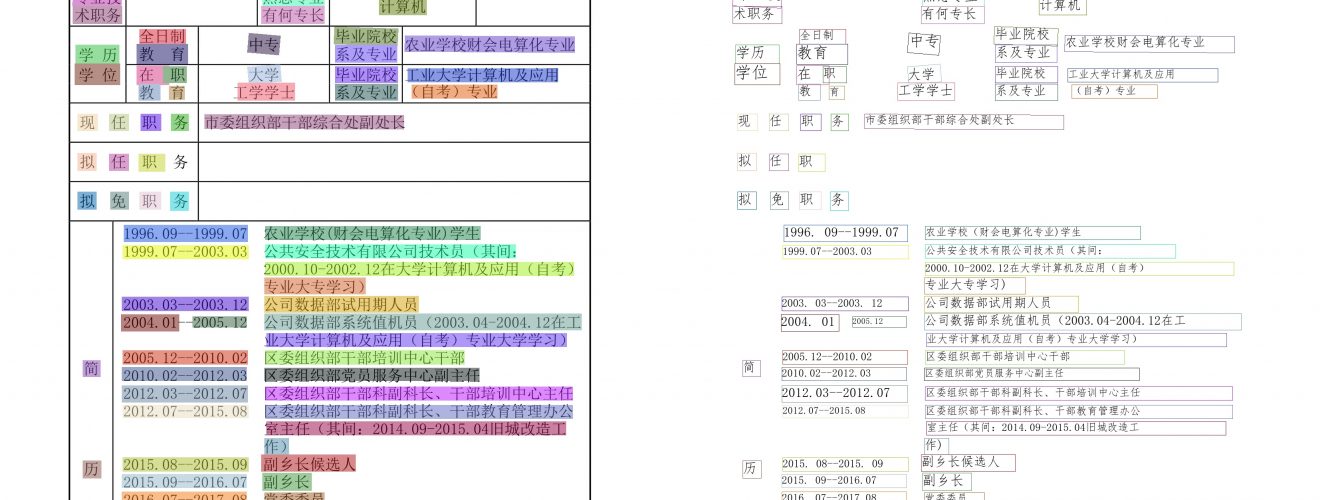 术职务 有何专长 计算机
全日制 中专 毕业院校 农业学校财会电算化专业
学历 教育 系及专业
学位 在职 大学 毕业院校 工业大学计算机及应用
教育 工学学士 系及专业 （自考）专业
现任职务 市委组织部干部综合处副处长
拟任职务
拟免职务
1996.09--1999.07 农业学校(财会电算化专业)学生
1999.07--2003.03 公共安全技术有限公司技术员（其间：
2000.10-2002.12在大学计算机及应用（自考）
专业大专学习）
2003.03--2003.12 公司数据部试用期人员
2004.01--2005.12 公司数据部系统值机员（2003.04-2004.12在工
业大学计算机及应用（自考）专业大学学习）
2005.12--2010.02 区委组织部干部培训中心干部
简 2010.02--2012.03 区委组织部党员服务中心副主任
2012.03--2012.07 区委组织部干部科副科长、干部培训中心主任
2012.07--2015.08 区委组织部干部科副科长、干部教育管理办公
室主任（其间：2014.09-2015.04旧城改造工
作）
历 2015.08--2015.09 副乡长候选人
2015.09--2016.07 副乡长
2016.07--2017.08 党委委员
术职务 有何专长 计算机
全日制 中专 毕业院校 农业学校财会电算化专业
学历 教育 系及专业
学位 在 职 大学 毕业院校 工业大学计算机及应用
教 育 工学学士 系及专业 （自考）专业
现 任 职 务 市委组织部干部综合处副处长
拟 任 职
拟 免 职 务
1996. 09--1999.07 农业学校（财会电算化专业)学生
1999.07--2003.03 公共安全技术有限公司技术员（其间：
2000.10-2002.12在大学计算机及应用（自考）
专业大专学习）
2003. 03--2003. 12 公司数据部试用期人员
2004. 01 2005.12 公司数据部系统值机员（2003.04-2004.12在工
业大学计算机及应用（自考）专业大学学习）
2005.12--2010.02 区委组织部干部培训中心干部
简 2010.02--2012.03 区委组织部党员服务中心副主任
2012.03--2012.07 区委组织部干部科副科长、干部培训中心主任
2012.07--2015.08 区委组织部干部科副科长、干部教育管理办公
室主任（其间：2014.09-2015.04旧城改造工
作）
历 2015. 08--2015. 09 副乡长候选人
2015.09--2016.07 副乡长
2016. 07--2017.08 党委委员